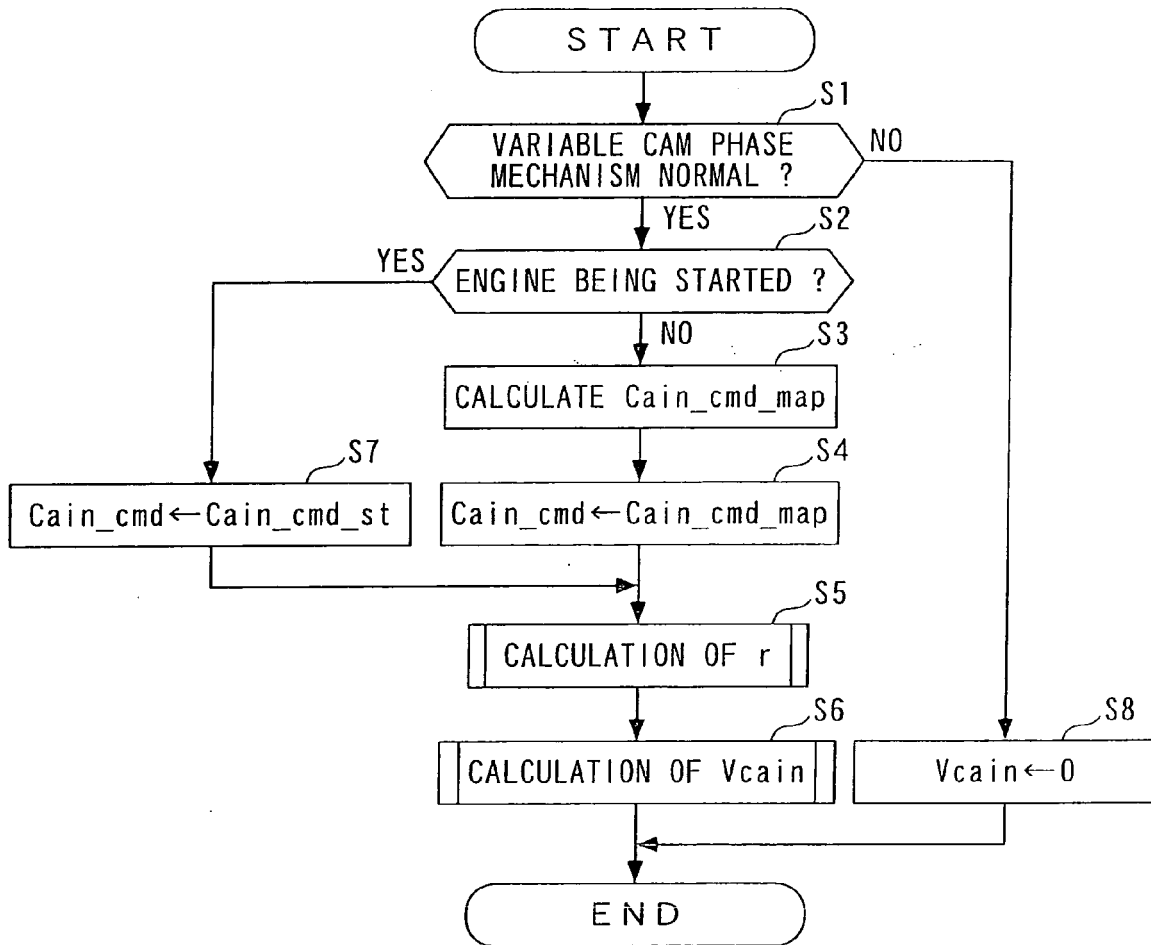 START
S1
VARIABLE CAM PHASE
MECHANISM NORMAL ?
NO
YES
S2
YES
ENGINE BEING STARTED ?
NO
S3
CALCULATE Cain_cmd_map
S7
S4
Cain_cmd←Cain_cmd_st
Cain_cmd←Cain_cmd_map
S5
CALCULATION OF r
S6
S8
CALCULATION OF Vcain
Vcain←0
END